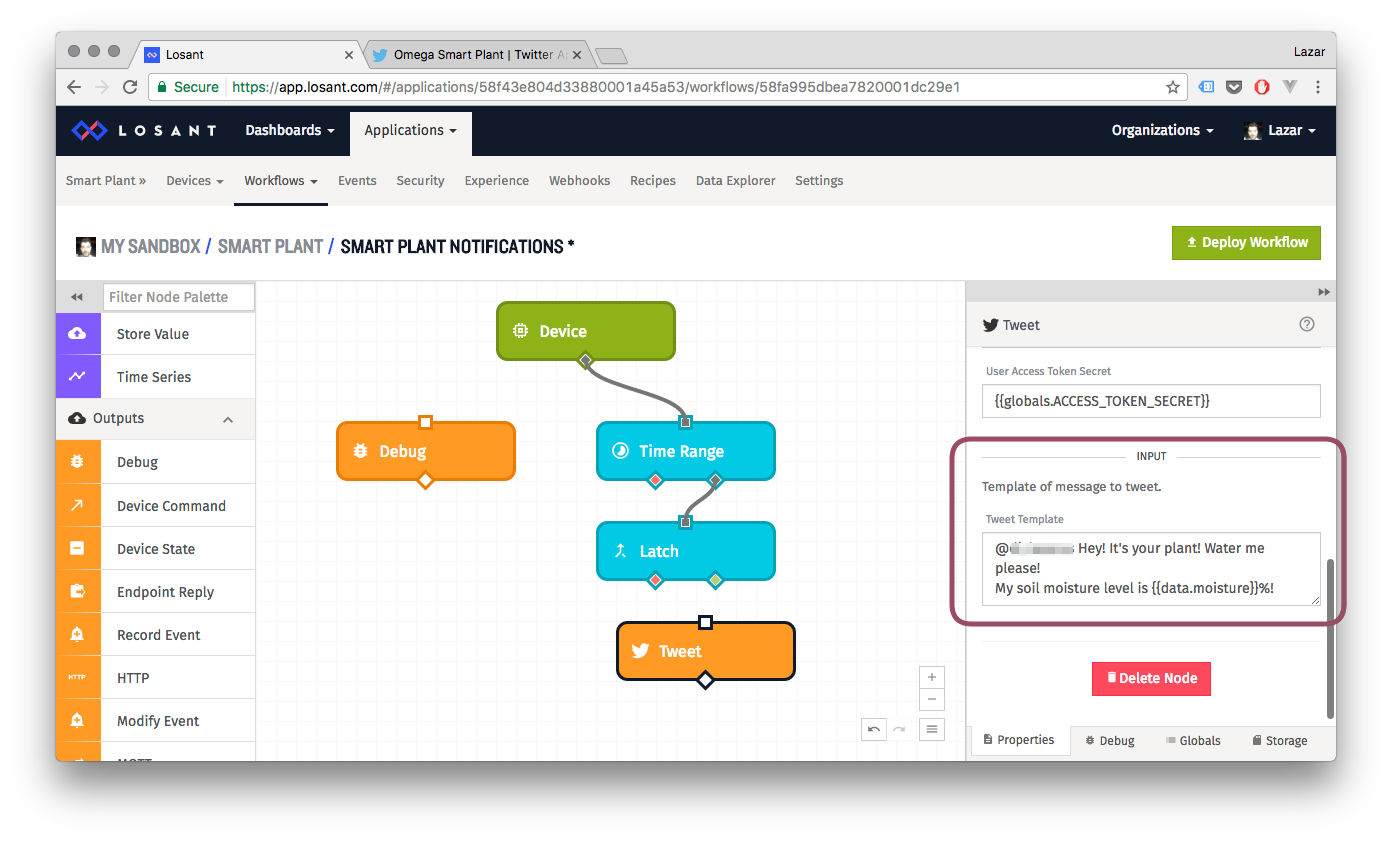 Losant
Omega Smart Plant | Twitter A
Lazar
Secure
https://app.losant.com/#/applications/58f43e804d33880001a45a53/workflows/58fa995dbea7820001dc29e1
LOSANT
Dashboards
Applications
Organizations
Lazar
Smart Plant »
Devices
Workflows
Events
Security
Experience
Webhooks
Recipes
Data Explorer
Settings
MY SANDBOX / SMART PLANT / SMART PLANT NOTIFICATIONS *
Deploy Workflow
Filter Node Palette
Store Value
Time Series
Outputs
Debug
Device Command
Device State
Endpoint Reply
Record Event
HTTP
HTTP
Modify Event
MQTT
Device
Debug
Time Range
Latch
Tweet
Tweet
User Access Token Secret
{{globals.ACCESS_TOKEN_SECRET}}
INPUT
Template of message to tweet.
Tweet Template
@ Hey! It's your plant! Water me
please!
My soil moisture level is {{data.moisture}}%!
Delete Node
Properties
Debug
Globals
Storage